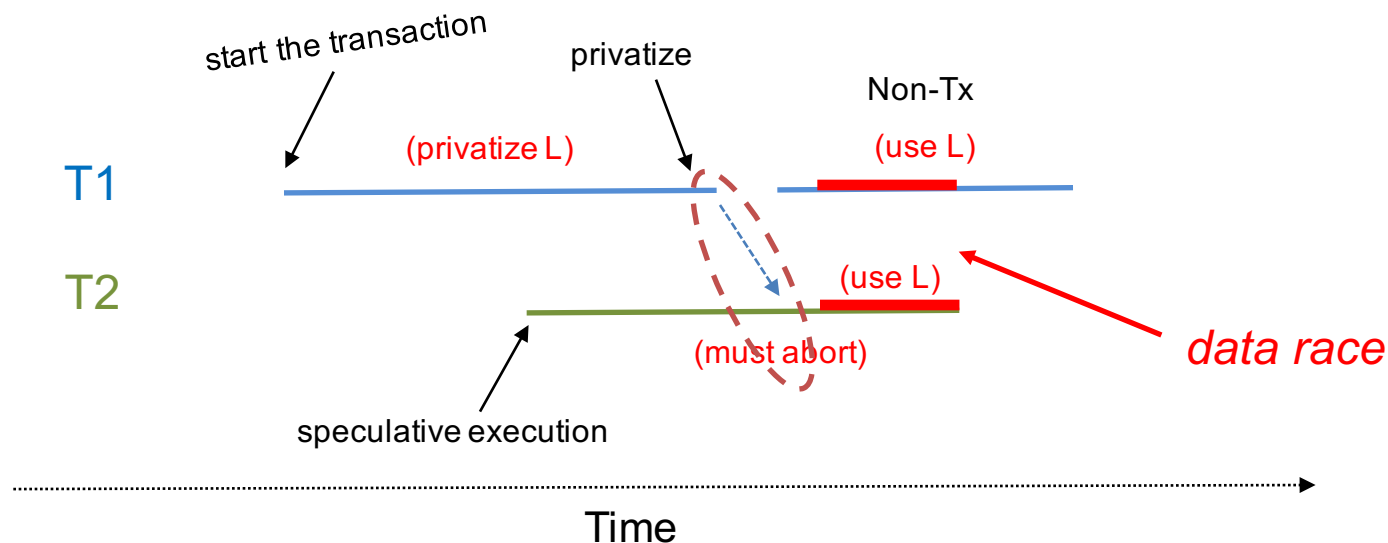 start the transaction
privatize
Non-Tx
(privatize L)
(use L)
T1
T2
(use L)
(must abort)
data race
speculative execution
Time